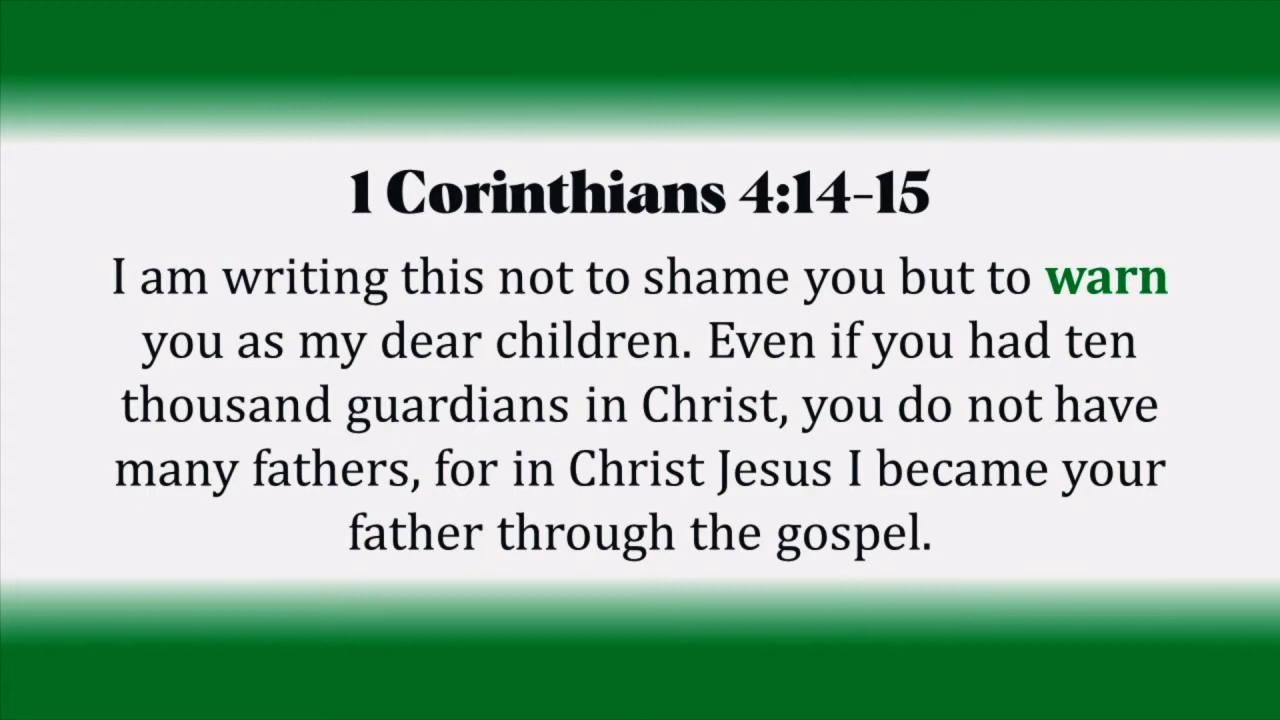 1 Corinthians 4:14-15
I am writing this not to shame you but to warn
you as my dear children. Even if you had ten
thousand guardians in Christ, you do not have
many fathers, for in Christ Jesus I became your
father through the gospel.